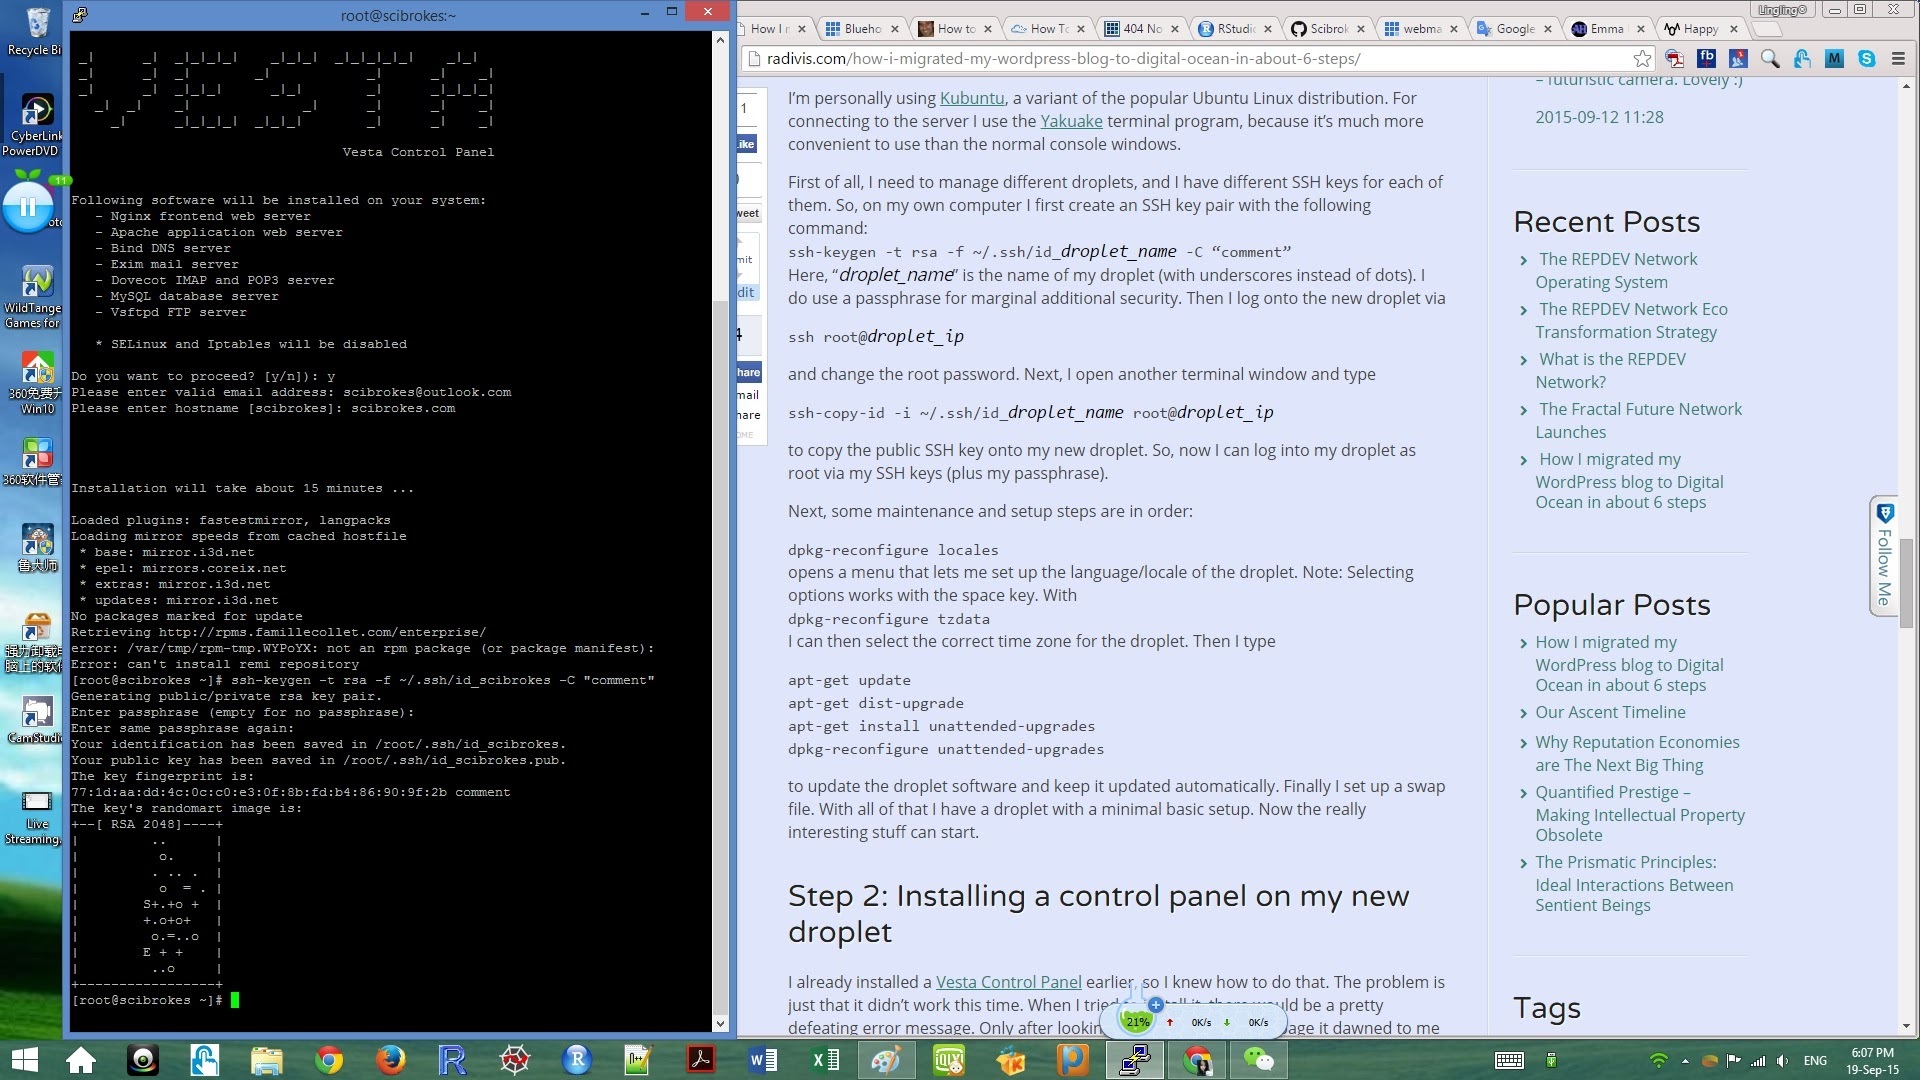 root@scibrokes:~
Vesta Control Panel
Following software will be installed on your system:
- Nginx frontend web server
- Apache application web server
- Bind DNS server
- Exim mail server
- Dovecot IMAP and POP3 server
- MySQL database server
- Vsftpd FTP server
* SELinux and Iptables will be disabled
Do you want to proceed? [y/n]): y
Please enter valid email address: scibrokes@outlook.com
Please enter hostname [scibrokes]: scibrokes.com
Installation will take about 15 minutes ...
Loaded plugins: fastestmirror, langpacks
Loading mirror speeds from cached hostfile
* base: mirror.i3d.net
* epel: mirrors.coreix.net
* extras: mirror.i3d.net
* updates: mirror.i3d.net
No packages marked for update
Retrieving http://rpms.famillecollet.com/enterprise/
error: /var/tmp/rpm-tmp.WYPoYX: not an rpm package (or package manifest):
Error: can't install remi repository
[root@scibrokes ~]# ssh-keygen -t rsa -f ~/.ssh/id_scibrokes -C "comment"
Generating public/private rsa key pair.
Enter passphrase (empty for no passphrase):
Enter same passphrase again:
Your identification has been saved in /root/.ssh/id_scibrokes.
Your public key has been saved in /root/.ssh/id_scibrokes.pub.
The key fingerprint is:
77:1d:aa:dd:4c:0c:c0:e3:0f:8b:fd:b4:86:90:9f:2b comment
The key's randomart image is:
+--[ RSA 2048]----+
|          ..      |
|           o.     |
|          . .. .  |
|           o  = . |
|         S+.+o +  |
|         +.o+o+   |
|          o.=..o  |
|         E + +    |
|          ..o     |
+-----------------+
[root@scibrokes ~]#
Recycle Bi
CyberLink
PowerDVD
11
WildTange
Games for
360免费升
Win10
360软件管
鲁大师
强力卸载电
脑上的软件
CamStudio
Live
Streaming.
How I n
Blueho
How to
How To
404 No
RStudi
Scibrok
webma
Google
Emma
Happy
Lingling©
radivis.com/how-i-migrated-my-wordpress-blog-to-digital-ocean-in-about-6-steps/
I’m personally using Kubuntu, a variant of the popular Ubuntu Linux distribution. For
connecting to the server I use the Yakuake terminal program, because it’s much more
convenient to use than the normal console windows.
First of all, I need to manage different droplets, and I have different SSH keys for each of
them. So, on my own computer I first create an SSH key pair with the following
command:
ssh-keygen -t rsa -f ~/.ssh/id_droplet_name -C “comment”
Here, “droplet_name” is the name of my droplet (with underscores instead of dots). I
do use a passphrase for marginal additional security. Then I log onto the new droplet via
ssh root@droplet_ip
and change the root password. Next, I open another terminal window and type
ssh-copy-id -i ~/.ssh/id_droplet_name root@droplet_ip
to copy the public SSH key onto my new droplet. So, now I can log into my droplet as
root via my SSH keys (plus my passphrase).
Next, some maintenance and setup steps are in order:
dpkg-reconfigure locales
opens a menu that lets me set up the language/locale of the droplet. Note: Selecting
options works with the space key. With
dpkg-reconfigure tzdata
I can then select the correct time zone for the droplet. Then I type
apt-get update
apt-get dist-upgrade
apt-get install unattended-upgrades
dpkg-reconfigure unattended-upgrades
to update the droplet software and keep it updated automatically. Finally I set up a swap
file. With all of that I have a droplet with a minimal basic setup. Now the really
interesting stuff can start.
Step 2: Installing a control panel on my new
droplet
I already installed a Vesta Control Panel earlier, so I knew how to do that. The problem is
just that it didn’t work this time. When I tried
defeating error message. Only after lookin
age it dawned to me
– futuristic camera. Lovely :)
2015-09-12 11:28
Recent Posts
The REPDEV Network
Operating System
The REPDEV Network Eco
Transformation Strategy
What is the REPDEV
Network?
The Fractal Future Network
Launches
How I migrated my
WordPress blog to Digital
Ocean in about 6 steps
Popular Posts
How I migrated my
WordPress blog to Digital
Ocean in about 6 steps
Our Ascent Timeline
Why Reputation Economies
are The Next Big Thing
Quantified Prestige –
Making Intellectual Property
Obsolete
The Prismatic Principles:
Ideal Interactions Between
Sentient Beings
Tags
Follow Me
21%
0K/s
0K/s
ENG
6:07 PM
19-Sep-15